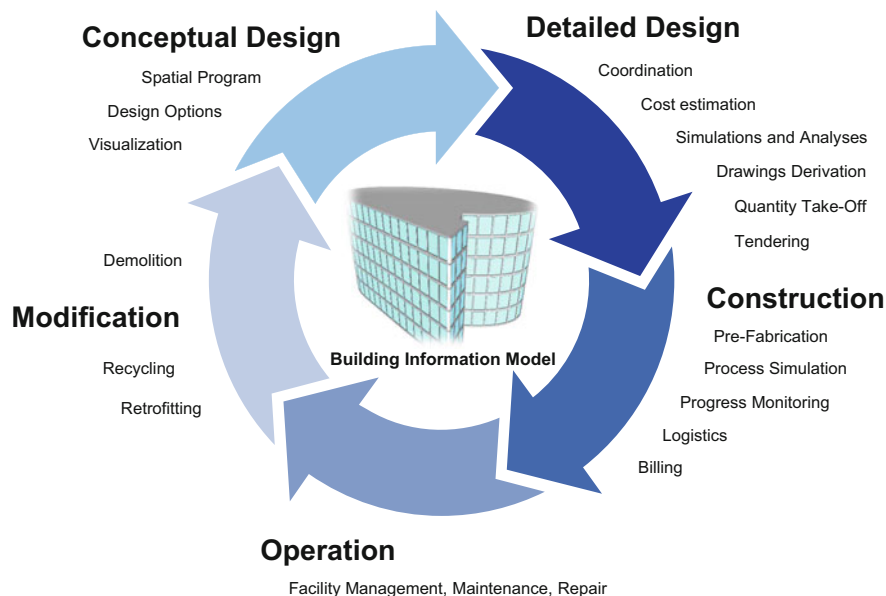 Conceptual Design
Spatial Program
Design Options
Visualization
Detailed Design
Coordination
Cost estimation
Simulations and Analyses
Drawings Derivation
Quantity Take-Off
Tendering
Construction
Pre-Fabrication
Process Simulation
Progress Monitoring
Logistics
Billing
Operation
Facility Management, Maintenance, Repair
Demolition
Modification
Recycling
Retrofitting
Building Information Model